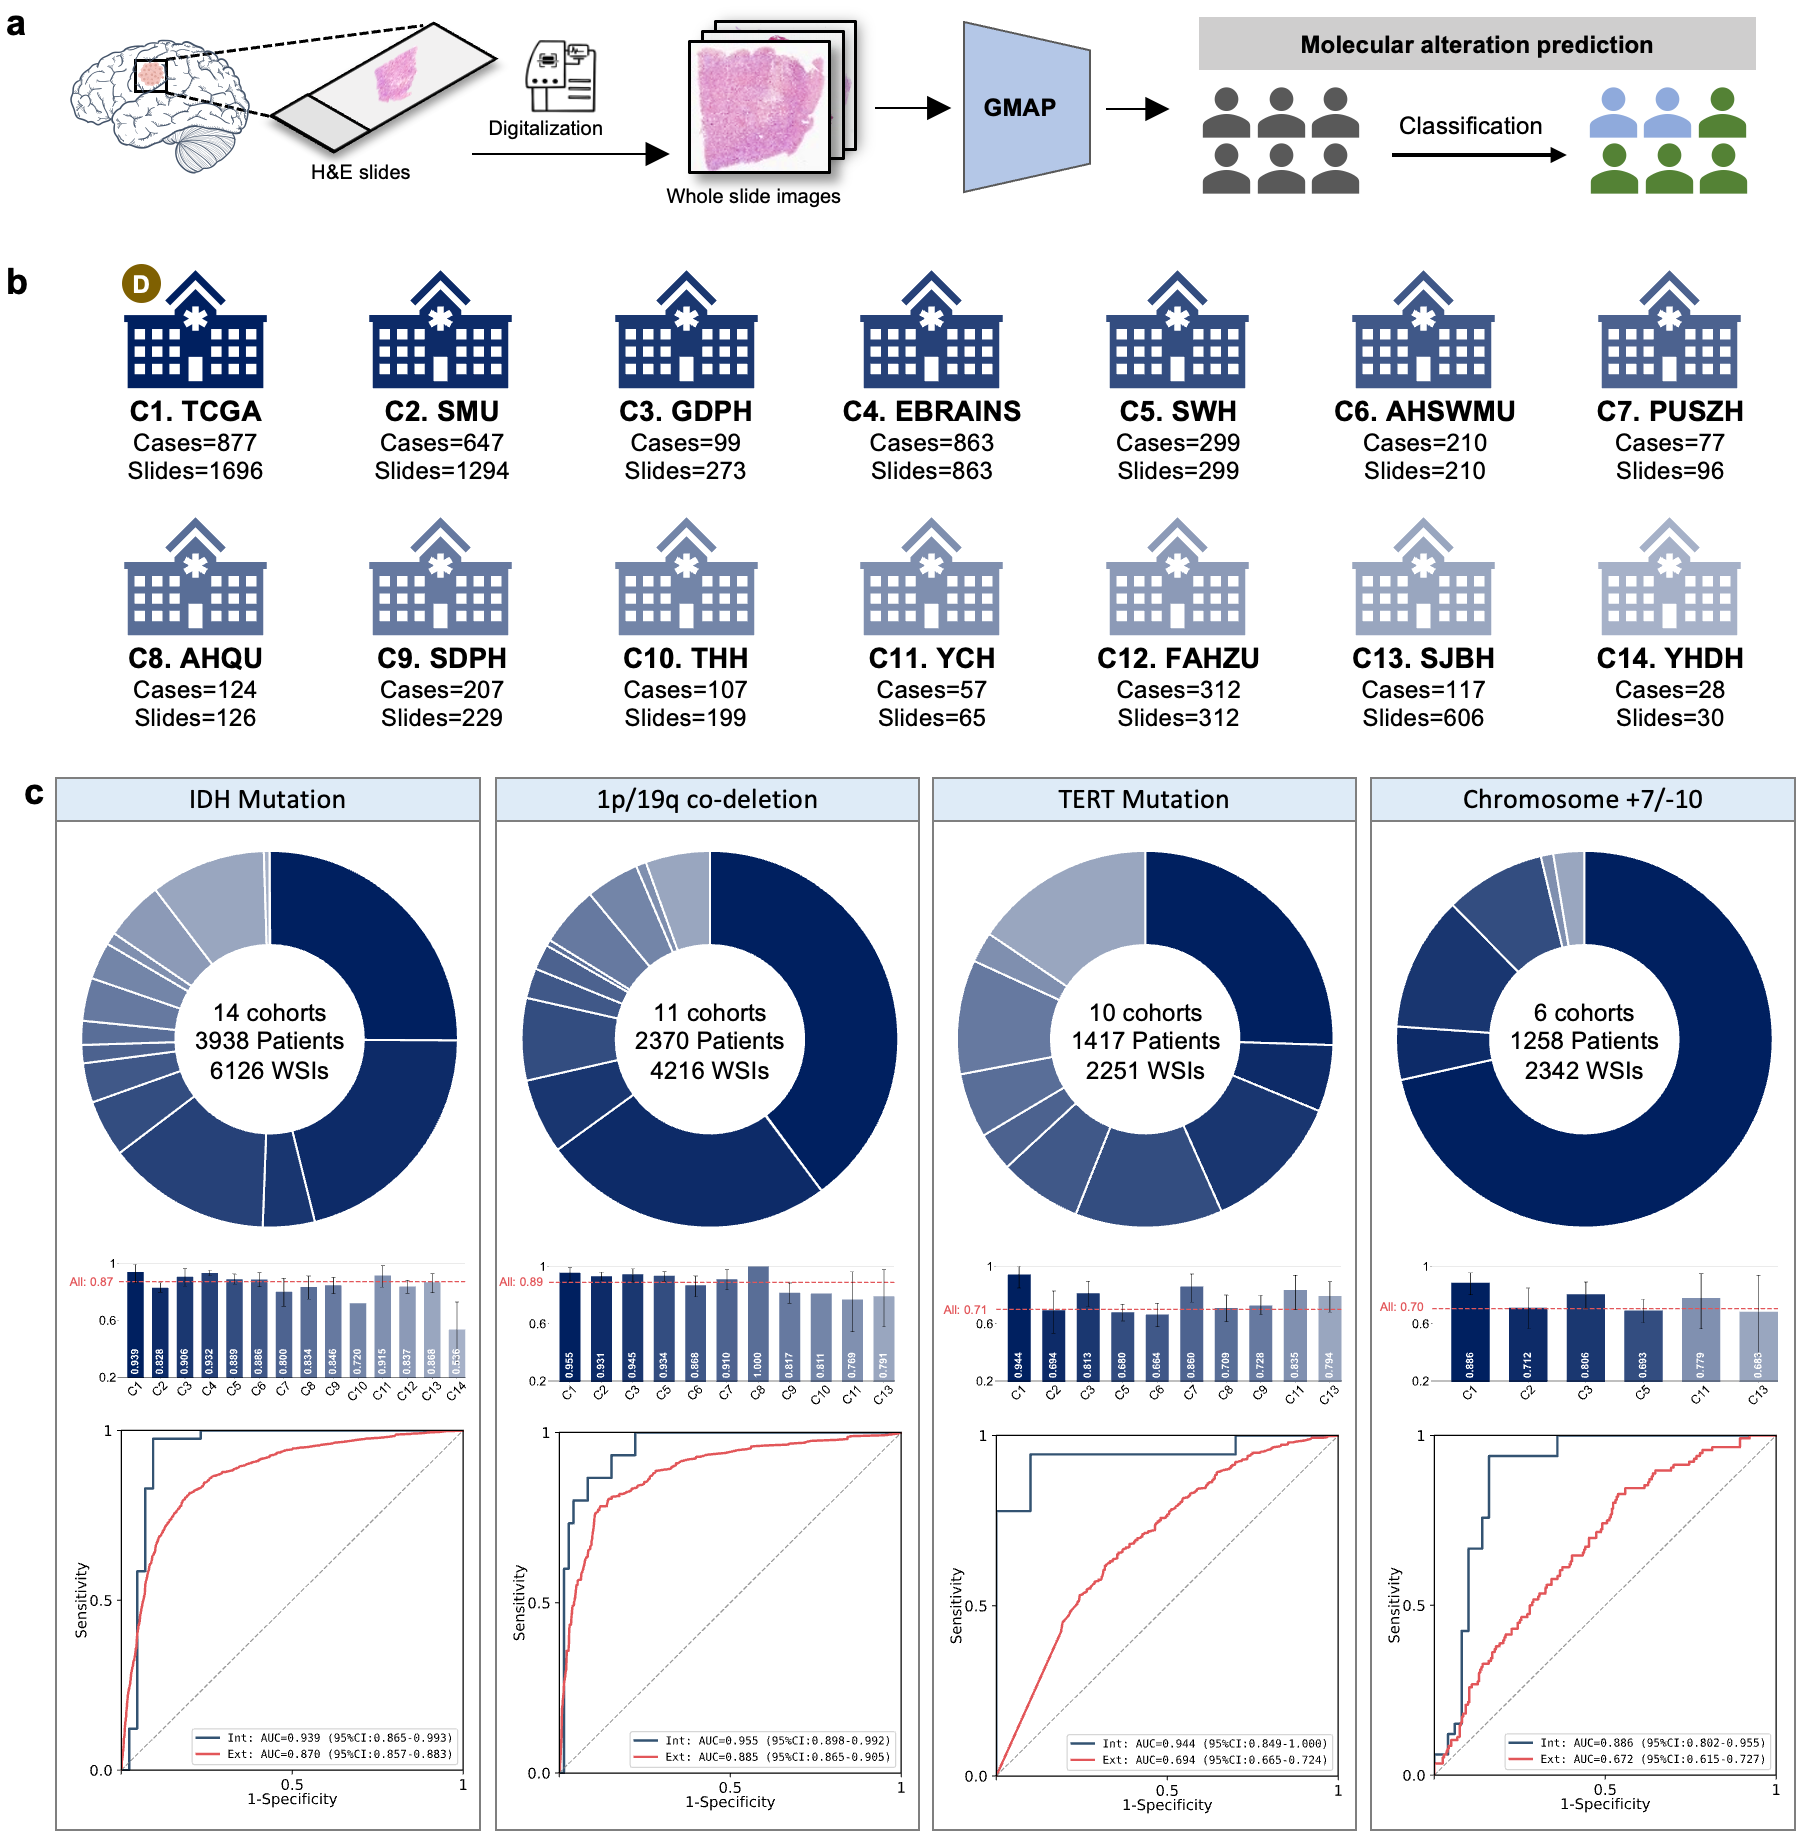 a
H&E slides
Digitalization
Whole slide images
GMAP
Molecular alteration prediction
Classification
b
D
C1. TCGA
Cases=877
Slides=1696
C2. SMU
Cases=647
Slides=1294
C3. GDPH
Cases=99
Slides=273
C4. EBRAINS
Cases=863
Slides=863
C5. SWH
Cases=299
Slides=299
C6. AHSWMU
Cases=210
Slides=210
C7. PUSZH
Cases=77
Slides=96
C8. AHQU
Cases=124
Slides=126
C9. SDPH
Cases=207
Slides=229
C10. THH
Cases=107
Slides=199
C11. YCH
Cases=57
Slides=65
C12. FAHZU
Cases=312
Slides=312
C13. SJBH
Cases=117
Slides=606
C14. YHDH
Cases=28
Slides=30
c
IDH Mutation
14 cohorts
3938 Patients
6126 WSIs
1
All: 0.87
0.6
0.2
0.939 0.828 0.906 0.932 0.889 0.886 0.800 0.834 0.846 0.720 0.915 0.837 0.868 0.536
C1 C2 C3 C4 C5 C6 C7 C8 C9 C10 C11 C12 C13 C14
1
Sensitivity
0.5
0.0
Int: AUC=0.939 (95%CI:0.865-0.993)
Ext: AUC=0.870 (95%CI:0.857-0.883)
0.5
1
1-Specificity
1p/19q co-deletion
11 cohorts
2370 Patients
4216 WSIs
1
All: 0.89
0.6
0.2
0.955 0.931 0.945 0.934 0.868 0.910 1.000 0.817 0.811 0.769 0.791
C1 C2 C3 C5 C6 C7 C8 C9 C10 C11 C13
1
Sensitivity
0.5
0.0
Int: AUC=0.955 (95%CI:0.898-0.992)
Ext: AUC=0.885 (95%CI:0.865-0.905)
0.5
1
1-Specificity
TERT Mutation
10 cohorts
1417 Patients
2251 WSIs
1
All: 0.71
0.6
0.2
0.944 0.694 0.813 0.680 0.664 0.860 0.709 0.728 0.835 0.794
C1 C2 C3 C5 C6 C7 C8 C9 C11 C13
1
Sensitivity
0.5
0.0
Int: AUC=0.944 (95%CI:0.849-1.000)
Ext: AUC=0.694 (95%CI:0.665-0.724)
0.5
1
1-Specificity
Chromosome +7/-10
6 cohorts
1258 Patients
2342 WSIs
1
All: 0.70
0.6
0.2
0.886 0.712 0.806 0.693 0.779 0.683
C1 C2 C3 C5 C11 C13
1
Sensitivity
0.5
0.0
Int: AUC=0.886 (95%CI:0.802-0.955)
Ext: AUC=0.672 (95%CI:0.615-0.727)
0.5
1
1-Specificity